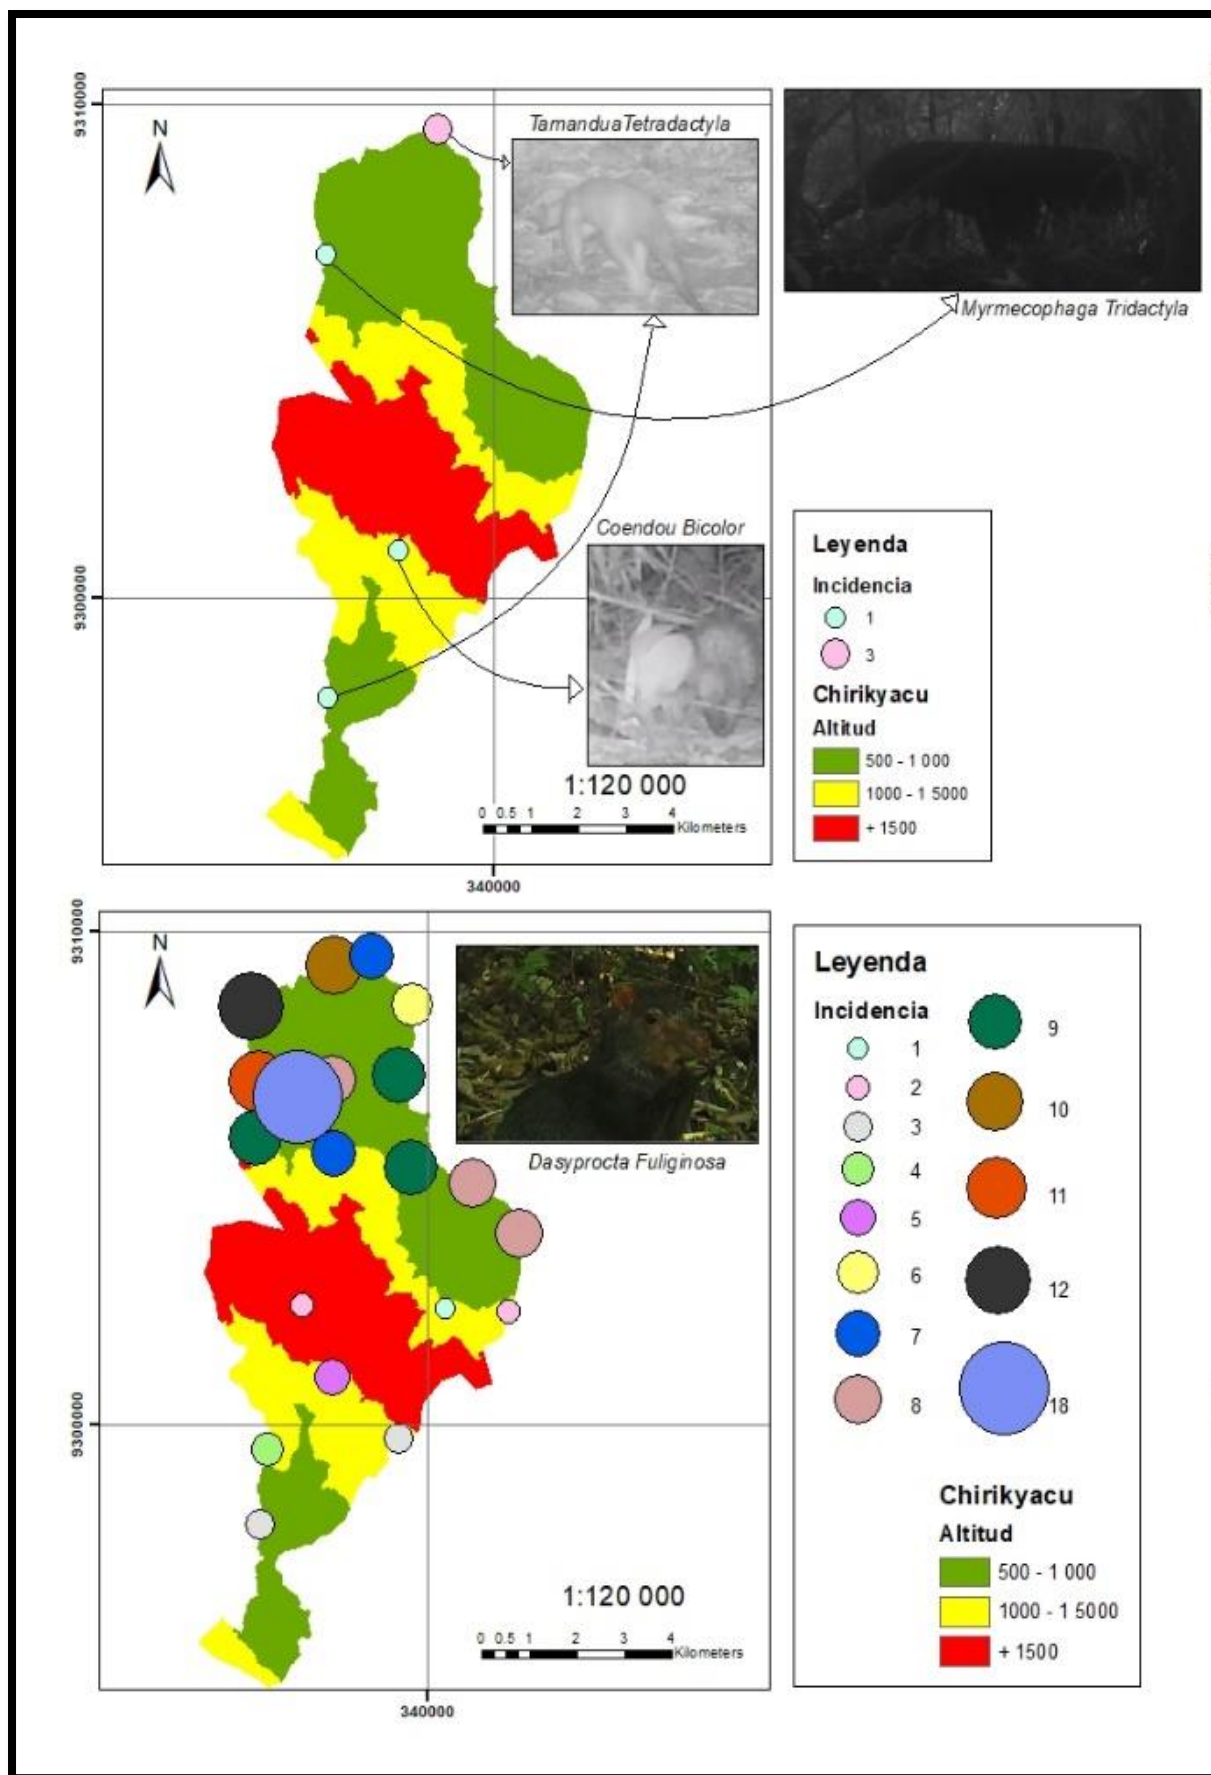 9310000
N
TamanduaTetradactyla
Myrmecophaga Tridactyla
Coendou Bicolor
9300000
1:120 000
0 0.5 1 2 3 4
Kilometers
340000
Leyenda
Incidencia
1
3
Chirikyacu
Altitud
500 - 1 000
1000 - 1 5000
+ 1500
9310000
N
Dasyprocta Fuliginosa
9300000
1:120 000
0 0.5 1 2 3 4
Kilometers
340000
Leyenda
Incidencia
1
2
3
4
5
6
7
8
9
10
11
12
18
Chirikyacu
Altitud
500 - 1 000
1000 - 1 5000
+ 1500